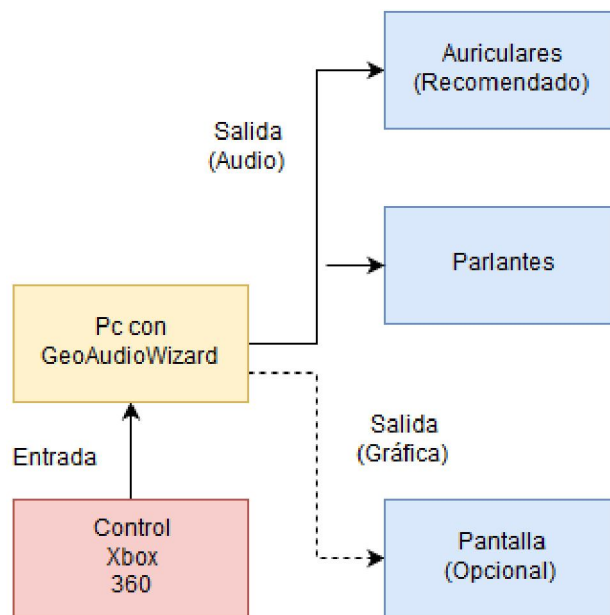 Auriculares
(Recomendado)
Salida
(Audio)
Parlantes
Pc con
GeoAudioWizard
Salida
(Gráfica)
Entrada
Control
Xbox
360
Pantalla
(Opcional)